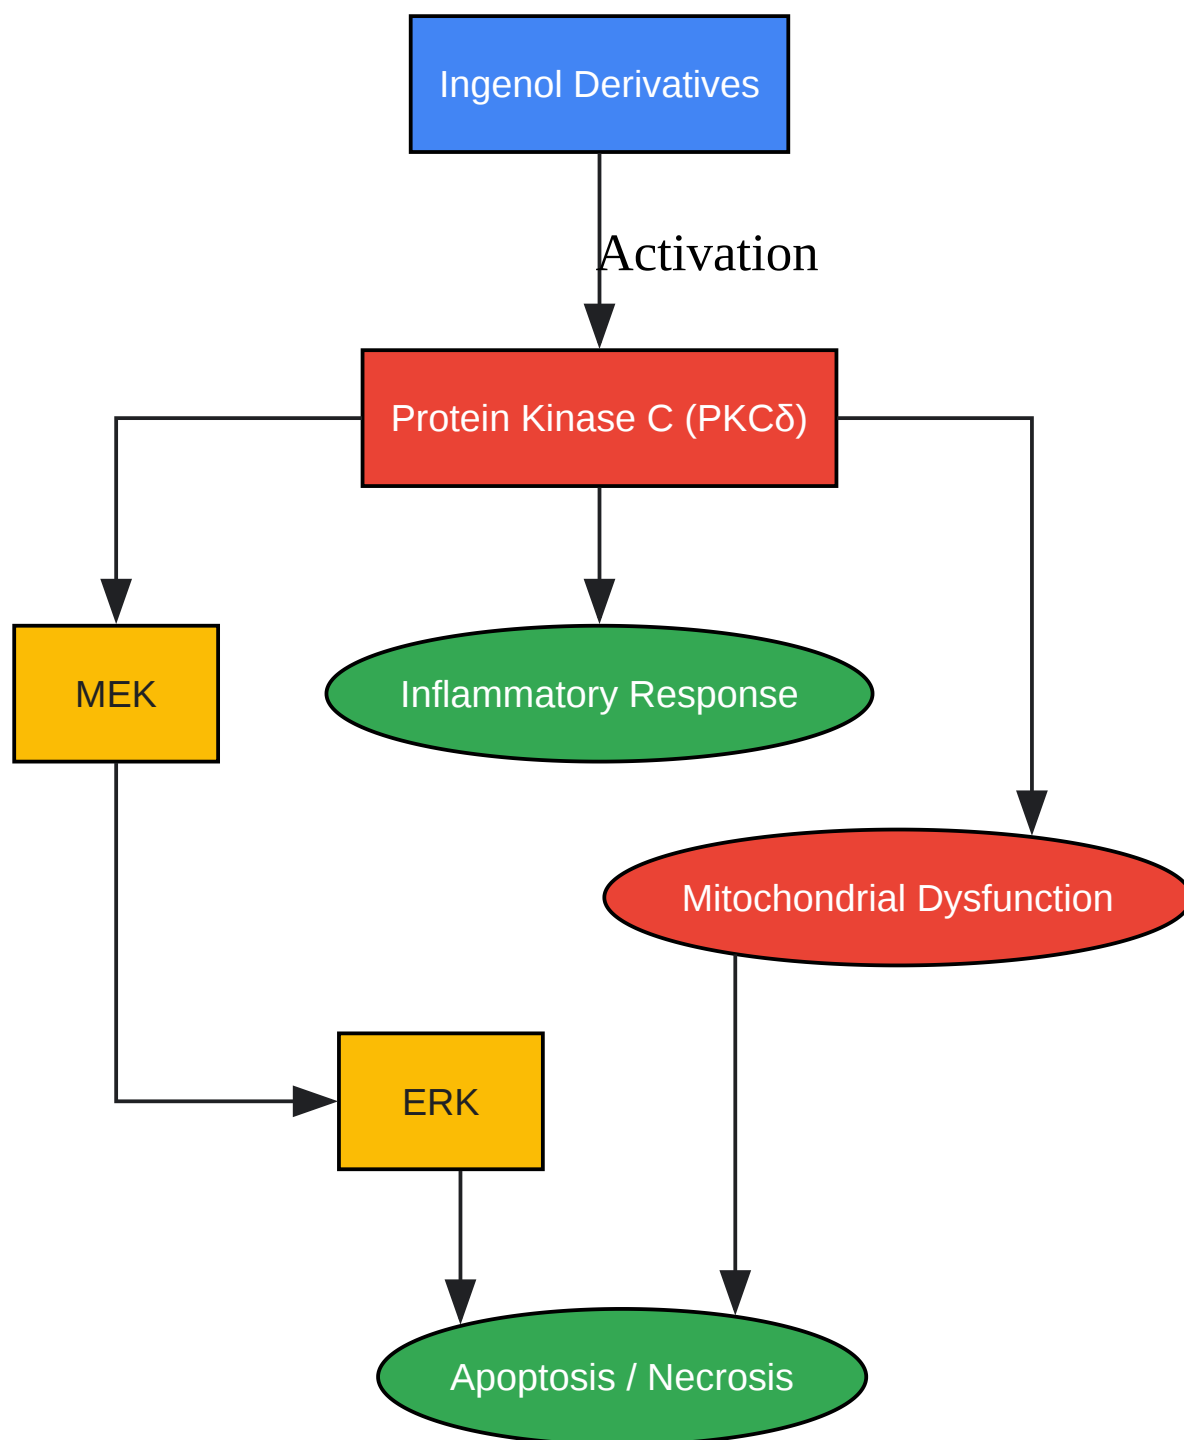 Ingenol Derivatives
Activation
Protein Kinase C (PKCδ)
MEK
Inflammatory Response
Mitochondrial Dysfunction
ERK
Apoptosis / Necrosis